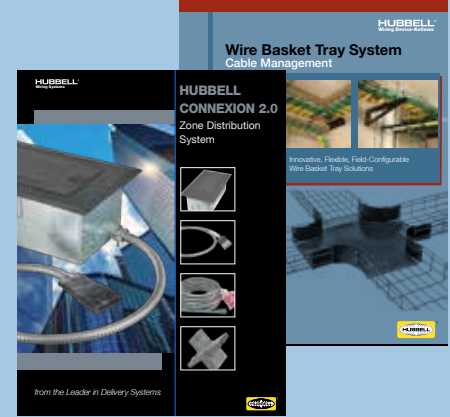 HUBBELL®
Wiring Device-Kellems
Wire Basket Tray System
Cable Management
Innovative, Flexible, Field-Configurable
Wire Basket Tray Solutions
HUBBELL
HUBBELL®
Wiring Systems
HUBBELL
CONNEXION 2.0
Zone Distribution
System
from the Leader in Delivery Systems